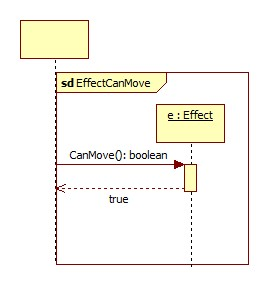 sd EffectCanMove
e : Effect
CanMove(): boolean
true